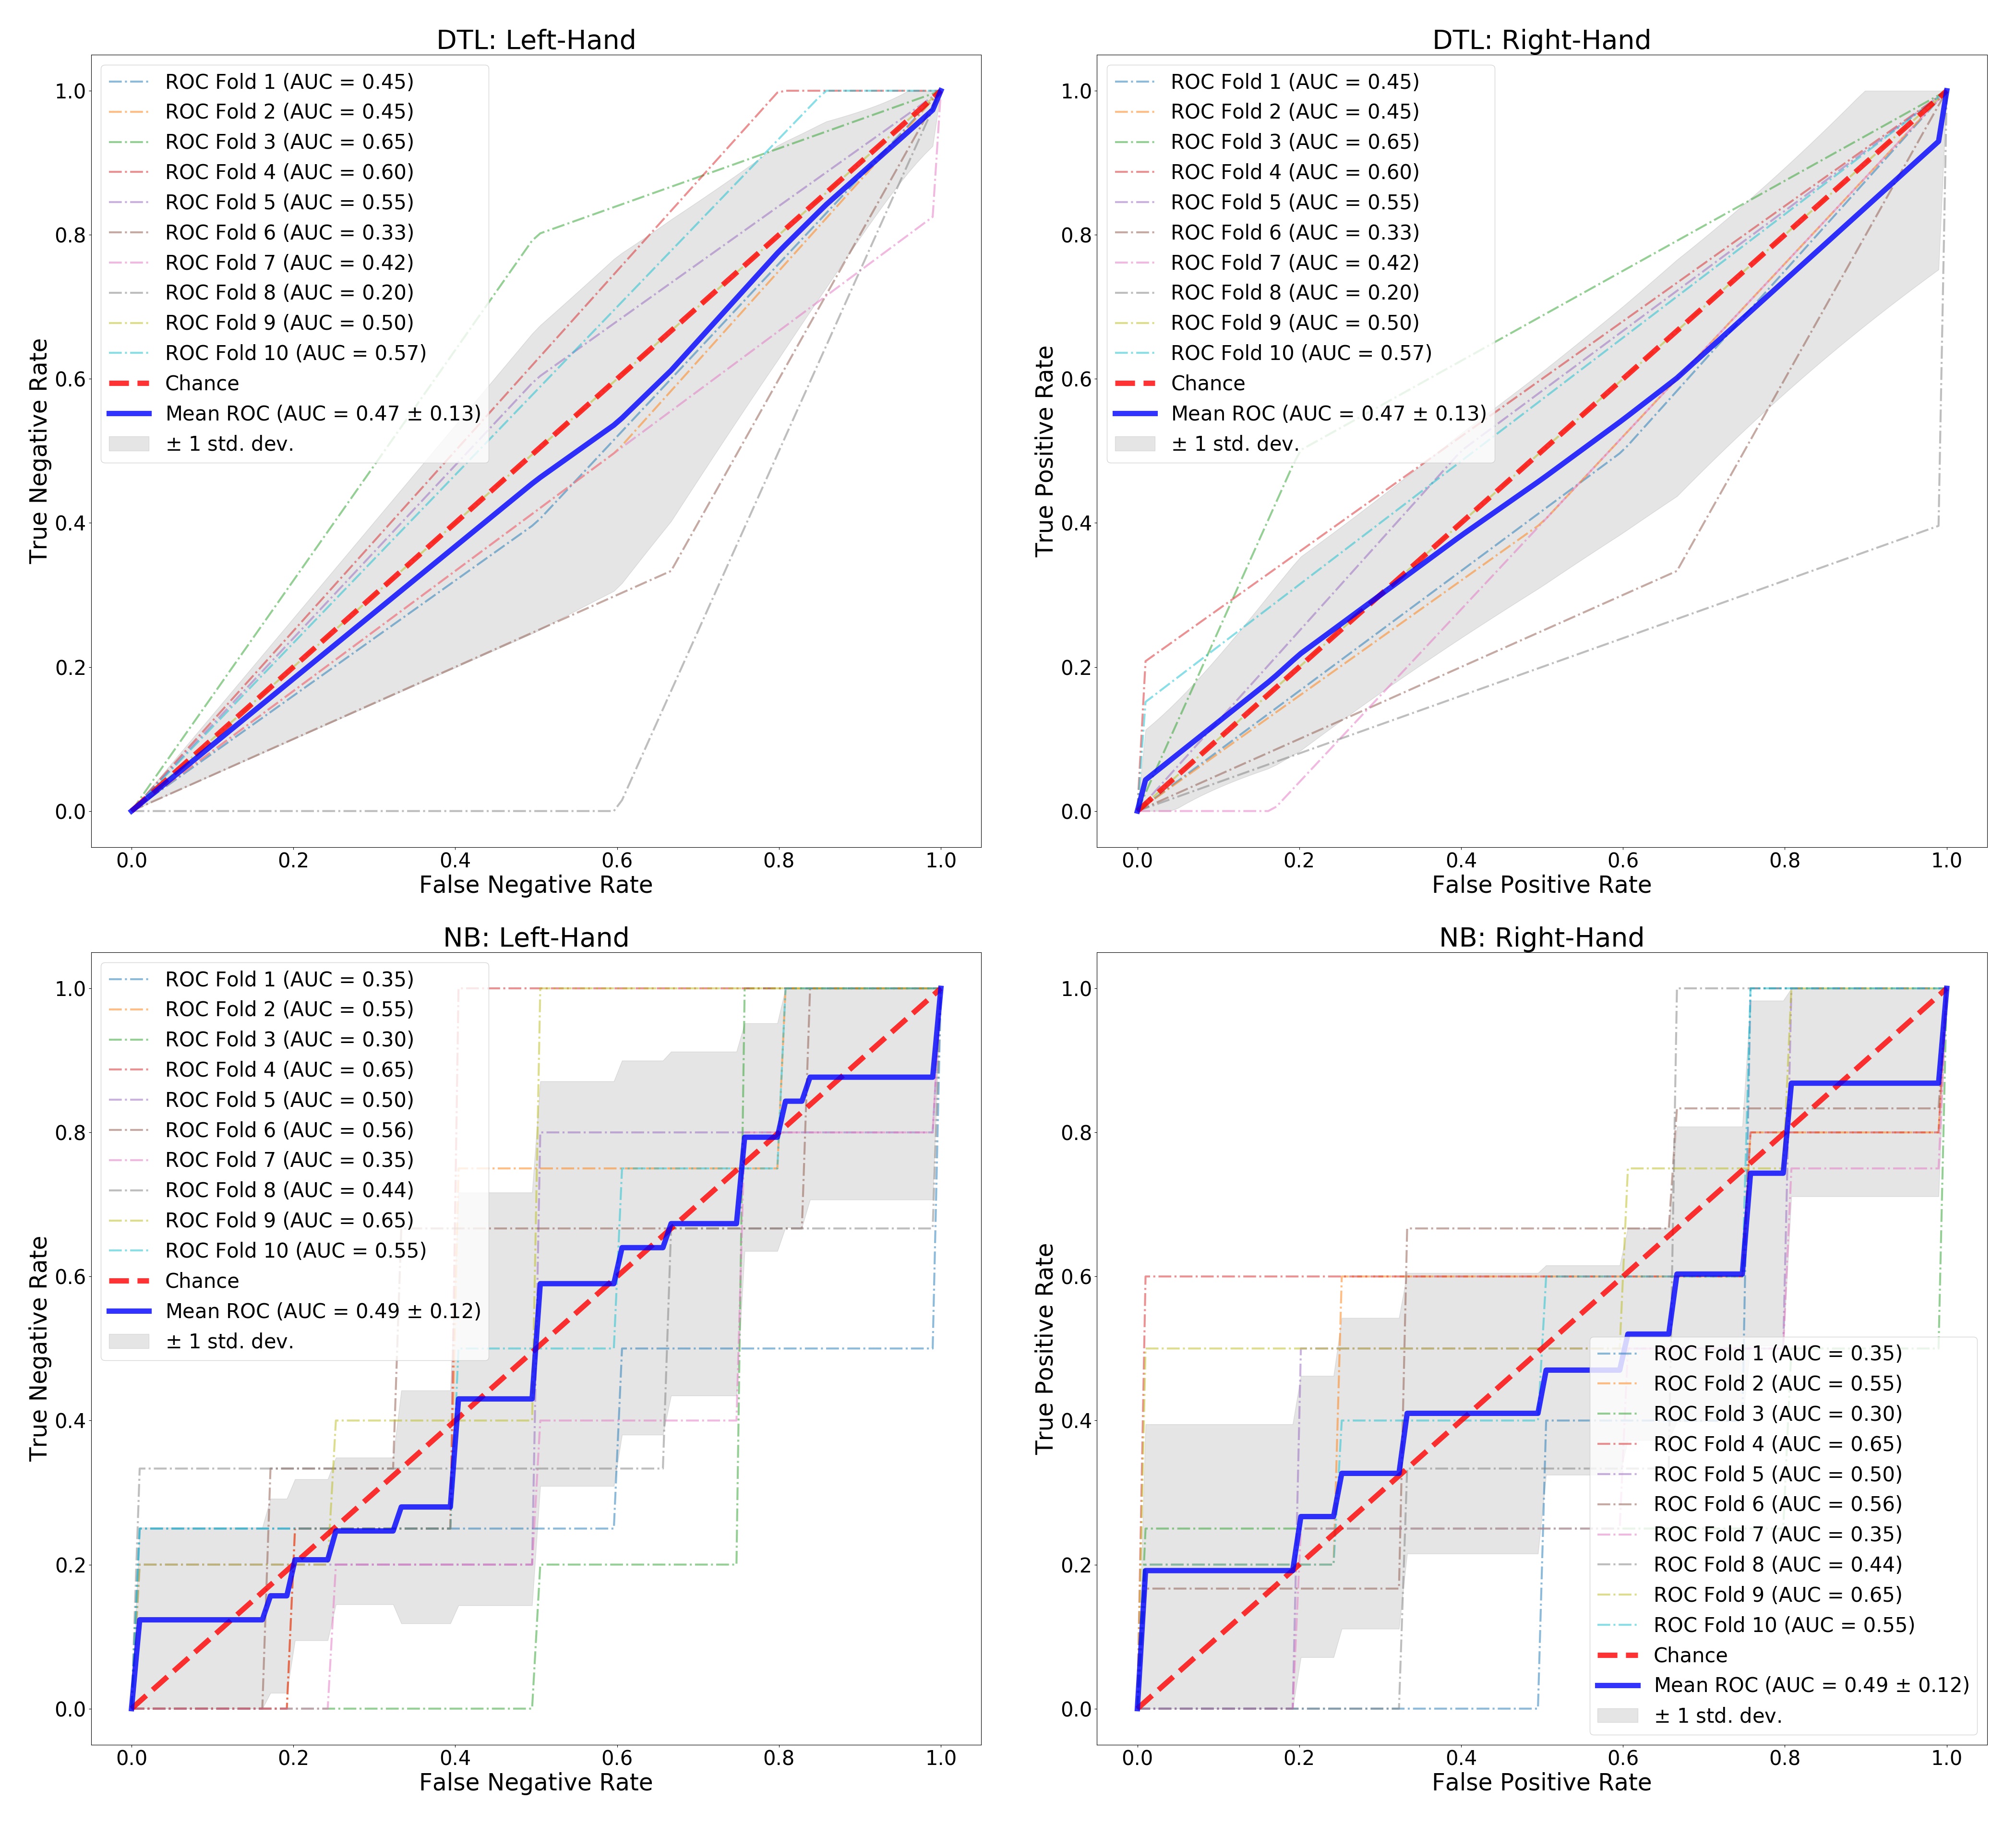 DTL: Left-Hand
ROC Fold 1 (AUC = 0.45)
ROC Fold 2 (AUC = 0.45)
ROC Fold 3 (AUC = 0.65)
ROC Fold 4 (AUC = 0.60)
ROC Fold 5 (AUC = 0.55)
ROC Fold 6 (AUC = 0.33)
ROC Fold 7 (AUC = 0.42)
ROC Fold 8 (AUC = 0.20)
ROC Fold 9 (AUC = 0.50)
ROC Fold 10 (AUC = 0.57)
Chance
Mean ROC (AUC = 0.47 ± 0.13)
± 1 std. dev.
True Negative Rate
1.0
0.8
0.6
0.4
0.2
0.0
0.0 0.2 0.4 0.6 0.8 1.0
False Negative Rate
DTL: Right-Hand
ROC Fold 1 (AUC = 0.45)
ROC Fold 2 (AUC = 0.45)
ROC Fold 3 (AUC = 0.65)
ROC Fold 4 (AUC = 0.60)
ROC Fold 5 (AUC = 0.55)
ROC Fold 6 (AUC = 0.33)
ROC Fold 7 (AUC = 0.42)
ROC Fold 8 (AUC = 0.20)
ROC Fold 9 (AUC = 0.50)
ROC Fold 10 (AUC = 0.57)
Chance
Mean ROC (AUC = 0.47 ± 0.13)
± 1 std. dev.
True Positive Rate
1.0
0.8
0.6
0.4
0.2
0.0
0.0 0.2 0.4 0.6 0.8 1.0
False Positive Rate
NB: Left-Hand
ROC Fold 1 (AUC = 0.35)
ROC Fold 2 (AUC = 0.55)
ROC Fold 3 (AUC = 0.30)
ROC Fold 4 (AUC = 0.65)
ROC Fold 5 (AUC = 0.50)
ROC Fold 6 (AUC = 0.56)
ROC Fold 7 (AUC = 0.35)
ROC Fold 8 (AUC = 0.44)
ROC Fold 9 (AUC = 0.65)
ROC Fold 10 (AUC = 0.55)
Chance
Mean ROC (AUC = 0.49 ± 0.12)
± 1 std. dev.
True Negative Rate
1.0
0.8
0.6
0.4
0.2
0.0
0.0 0.2 0.4 0.6 0.8 1.0
False Negative Rate
NB: Right-Hand
True Positive Rate
1.0
0.8
0.6
0.4
0.2
0.0
ROC Fold 1 (AUC = 0.35)
ROC Fold 2 (AUC = 0.55)
ROC Fold 3 (AUC = 0.30)
ROC Fold 4 (AUC = 0.65)
ROC Fold 5 (AUC = 0.50)
ROC Fold 6 (AUC = 0.56)
ROC Fold 7 (AUC = 0.35)
ROC Fold 8 (AUC = 0.44)
ROC Fold 9 (AUC = 0.65)
ROC Fold 10 (AUC = 0.55)
Chance
Mean ROC (AUC = 0.49 ± 0.12)
± 1 std. dev.
0.0 0.2 0.4 0.6 0.8 1.0
False Positive Rate